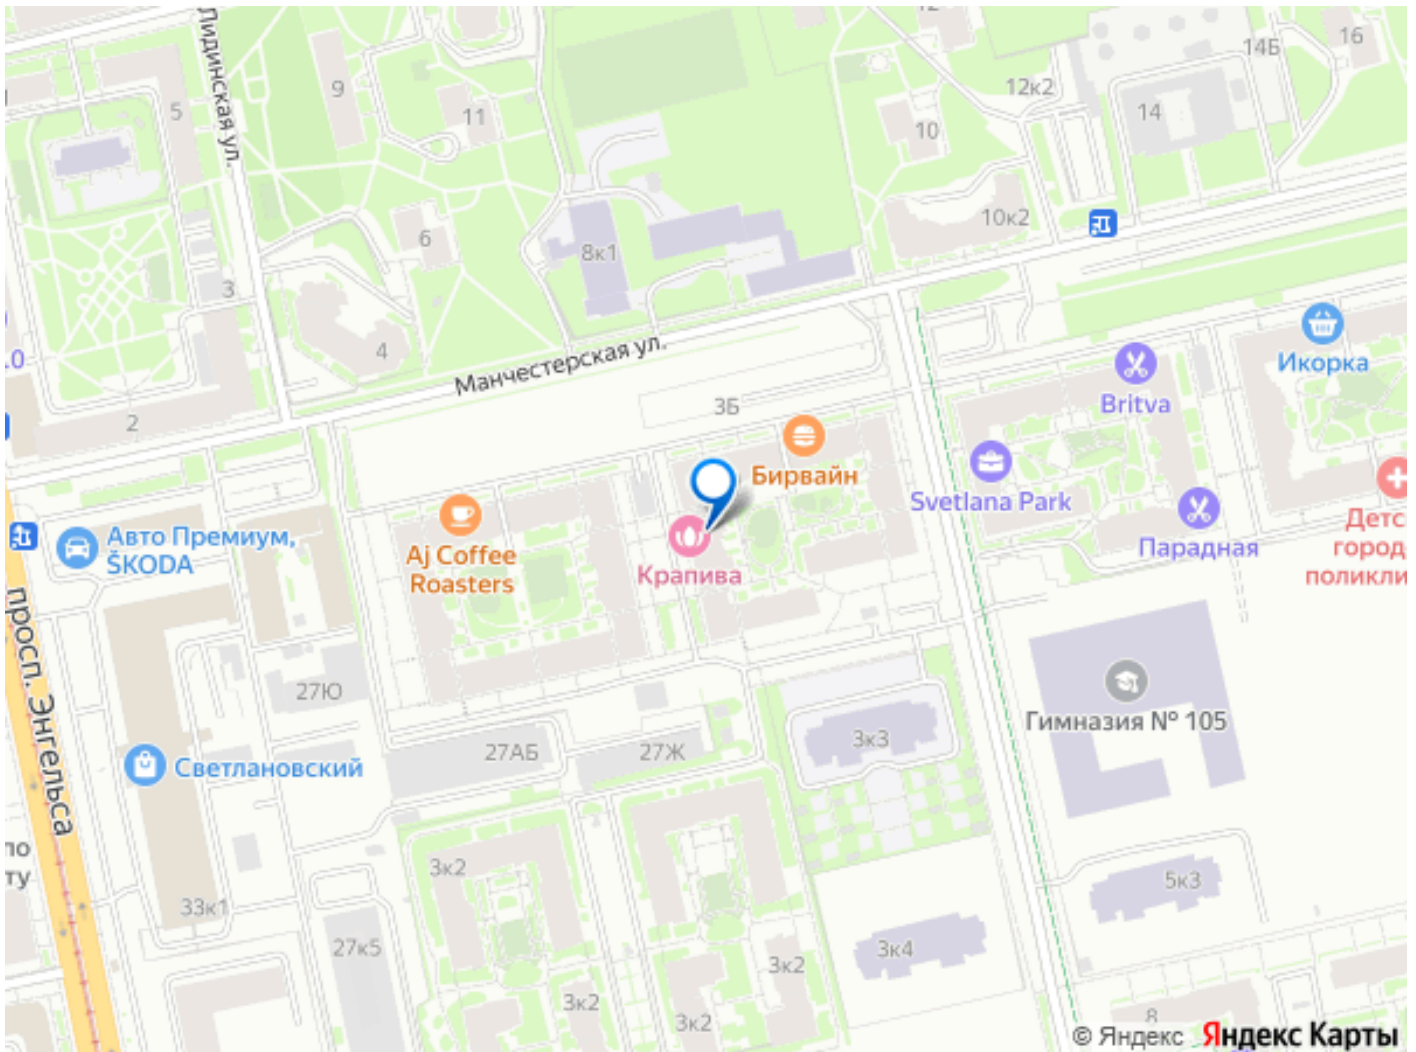 Лидинская ул.
5
9
11
12к2
14Б
16
14
10
6
8к1
10к2
3
4
Манчестерская ул.
2
3Б
Икорка
Britva
Бирвайн
Svetlana Park
Парадная
Авто Премиум,
ŠKODA
Aj Coffee
Roasters
Крапива
просп. Энгельса
27Ю
Гимназия № 105
27АБ
27Ж
3к3
Светлановский
3к2
5к3
33к1
27к5
3к4
3к2
3к2
3к2
8
© Яндекс Яндекс Карты